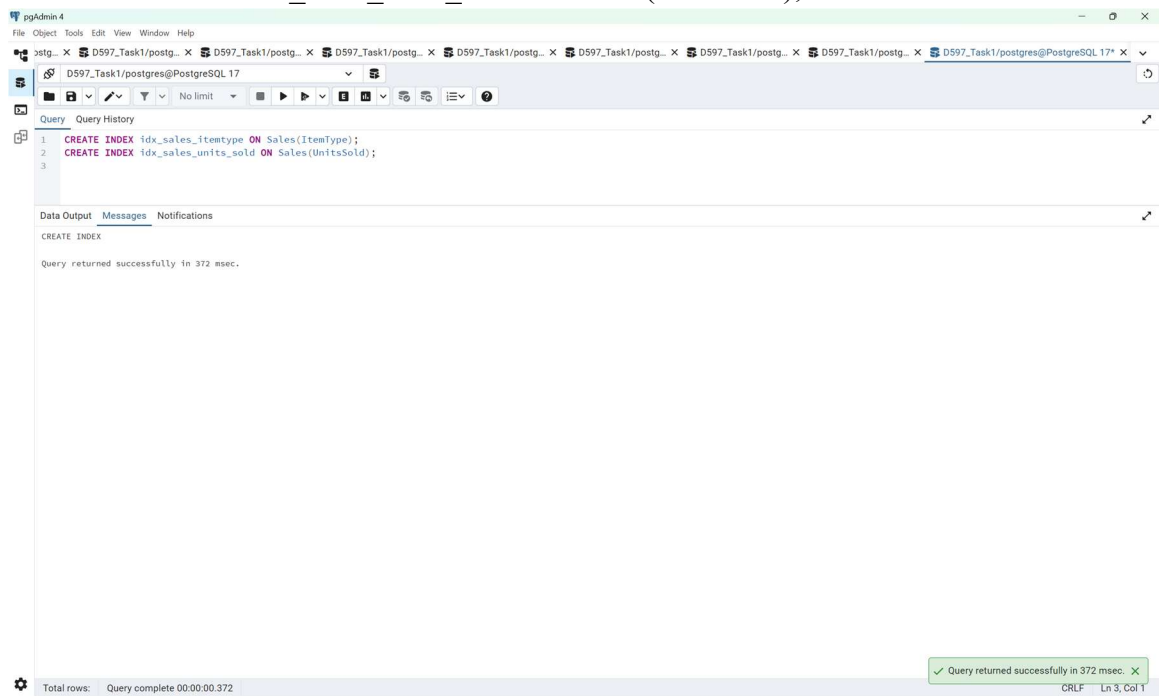 pgAdmin 4
File Object Tools Edit View Window Help
ostg... D597_Task1/postg... D597_Task1/postg... D597_Task1/postg... D597_Task1/postg... D597_Task1/postg... D597_Task1/postg... D597_Task1/postg... D597_Task1/postgres@PostgreSQL 17*
D597_Task1/postgres@PostgreSQL 17
No limit
Query Query History
1 CREATE INDEX idx_sales_itemtype ON Sales(ItemType);
2 CREATE INDEX idx_sales_units_sold ON Sales(UnitsSold);
3
Data Output Messages Notifications
CREATE INDEX
Query returned successfully in 372 msec.
Query returned successfully in 372 msec.
Total rows: Query complete 00:00:00.372 CRLF Ln 3, Col 1